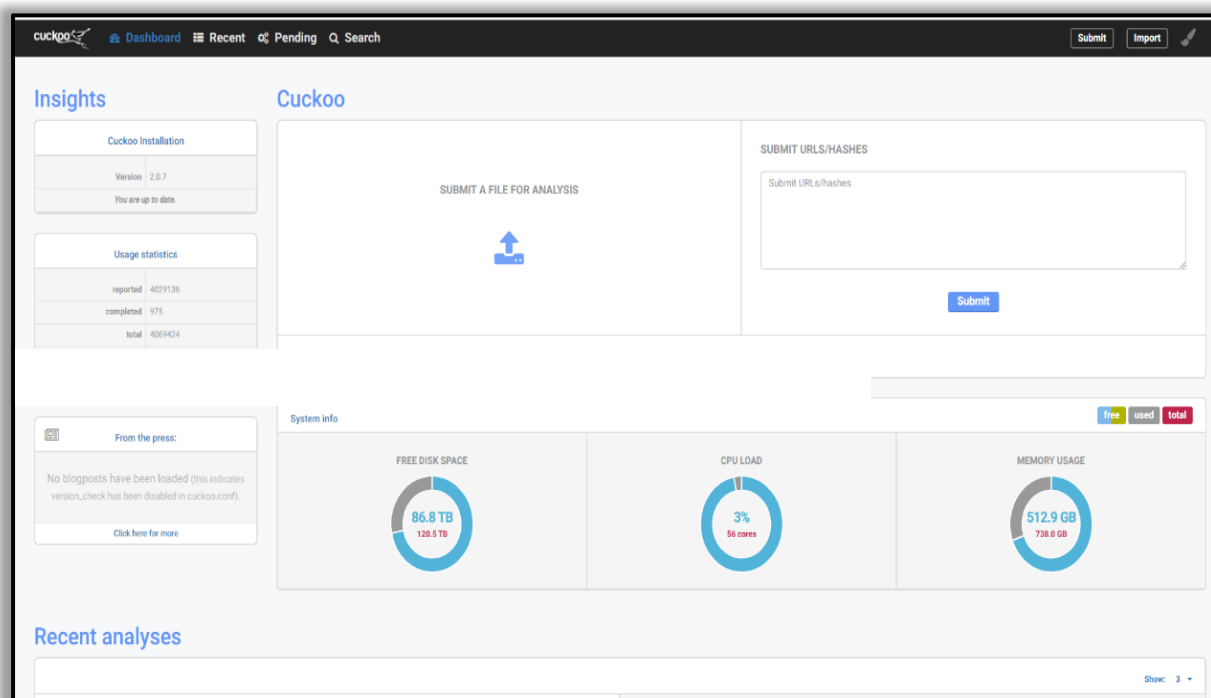 cuckoo Dashboard Recent Pending Search Submit Import
Insights
Cuckoo Installation
Version 2.0.7
You are up to date.
Usage statistics
reported 4029136
completed 975
total 4069424
From the press:
No blogposts have been loaded (this indicates
version_check has been disabled in cuckoo.conf).
Click here for more
Cuckoo
SUBMIT A FILE FOR ANALYSIS
SUBMIT URLS/HASHES
Submit URLs/hashes
Submit
System info free used total
FREE DISK SPACE
86.8 TB
120.5 TB
CPU LOAD
3%
56 cores
MEMORY USAGE
512.9 GB
738.0 GB
Recent analyses
Show: 3